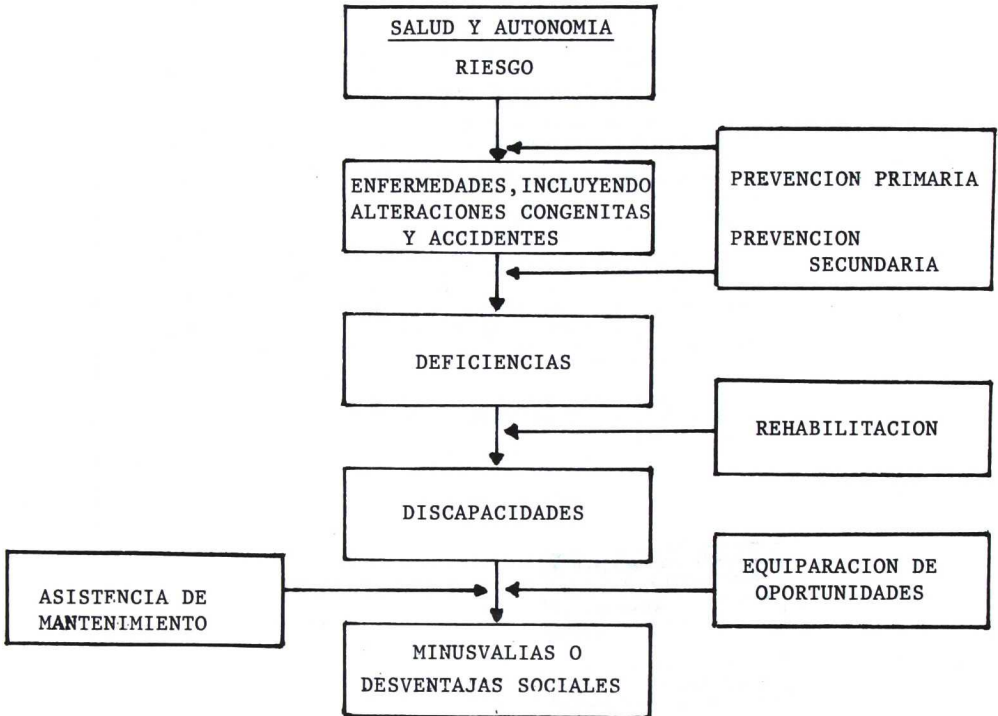 SALUD Y AUTONOMIA
RIESGO
ENFERMEDADES, INCLUYENDO
ALTERACIONES CONGENITAS
Y ACCIDENTES
PREVENCION PRIMARIA
PREVENCION
SECUNDARIA
DEFICIENCIAS
REHABILITACION
DISCAPACIDADES
ASISTENCIA DE
MANTENIMIENTO
EQUIPARACION DE
OPORTUNIDADES
MINUSVALIAS O
DESVENTAJAS SOCIALES